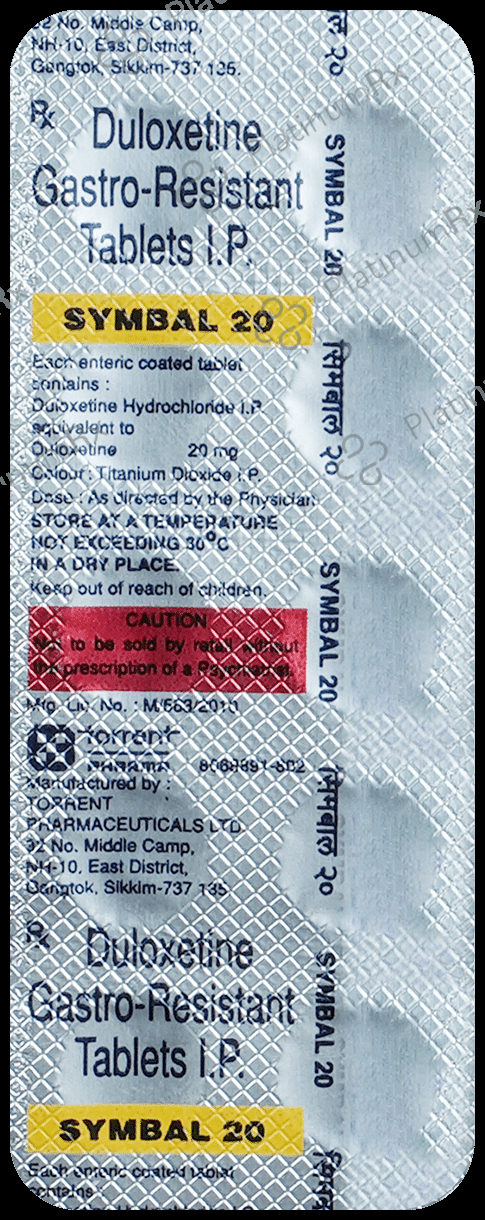 32 No. Middle Camp,
NH-10, East District,
Gangtok, Sikkim-737 135.
Rx
Duloxetine
Gastro-Resistant
Tablets I.P.
SYMBAL 20
Each enteric coated tablet
contains :
Duloxetine Hydrochloride I.P.
equivalent to
Duloxetine 20 mg
Colour : Titanium Dioxide I.P.
Dose : As directed by the Physician
STORE AT A TEMPERATURE
NOT EXCEEDING 30°C
IN A DRY PLACE.
Keep out of reach of children.
CAUTION
Not to be sold by retail without
the prescription of a Psychiatrist.
Mfg. Lic. No. : M/563/2010
torrent
PHARMA
Manufactured by :
TORRENT
PHARMACEUTICALS LTD.
32 No. Middle Camp,
NH-10, East District,
Gangtok, Sikkim-737 135
Rx
Duloxetine
Gastro-Resistant
Tablets I.P.
SYMBAL 20
Each enteric coated tablet
contains :
२०
SYMBAL 20
सिमबाल २०
SYMBAL 20
सिमबाल २०
SYMBAL 20
PlatinumRx
PlatinumRx